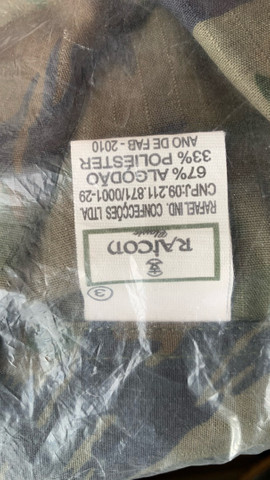 3
RAICON
RAFAEL IND. CONFECÇÕES LTDA.
CNPJ:09.211.871/0001-29
67% ALGODÃO
33% POLIÉSTER
ANO DE FAB - 2010